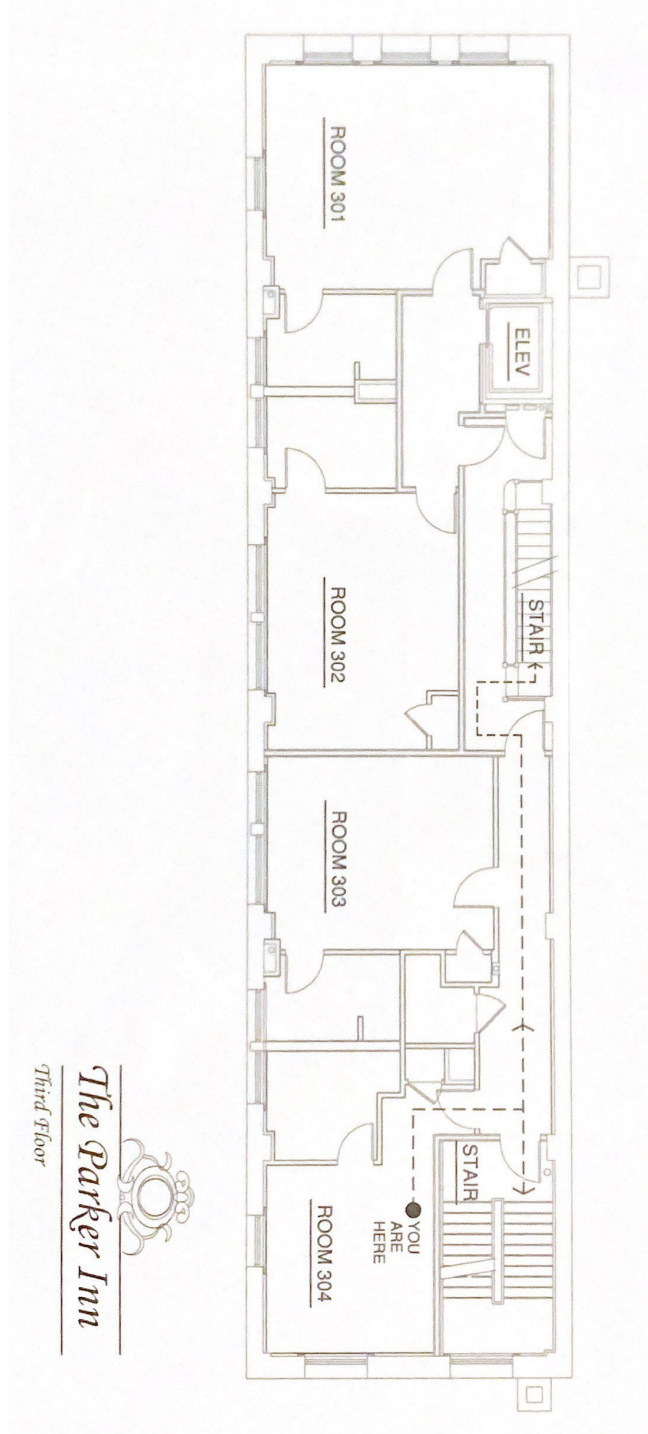 ROOM 301
ELEV
ROOM 302
STAIR
ROOM 303
ROOM 304
YOU
ARE
HERE
STAIR
The Parker Inn
Third Floor